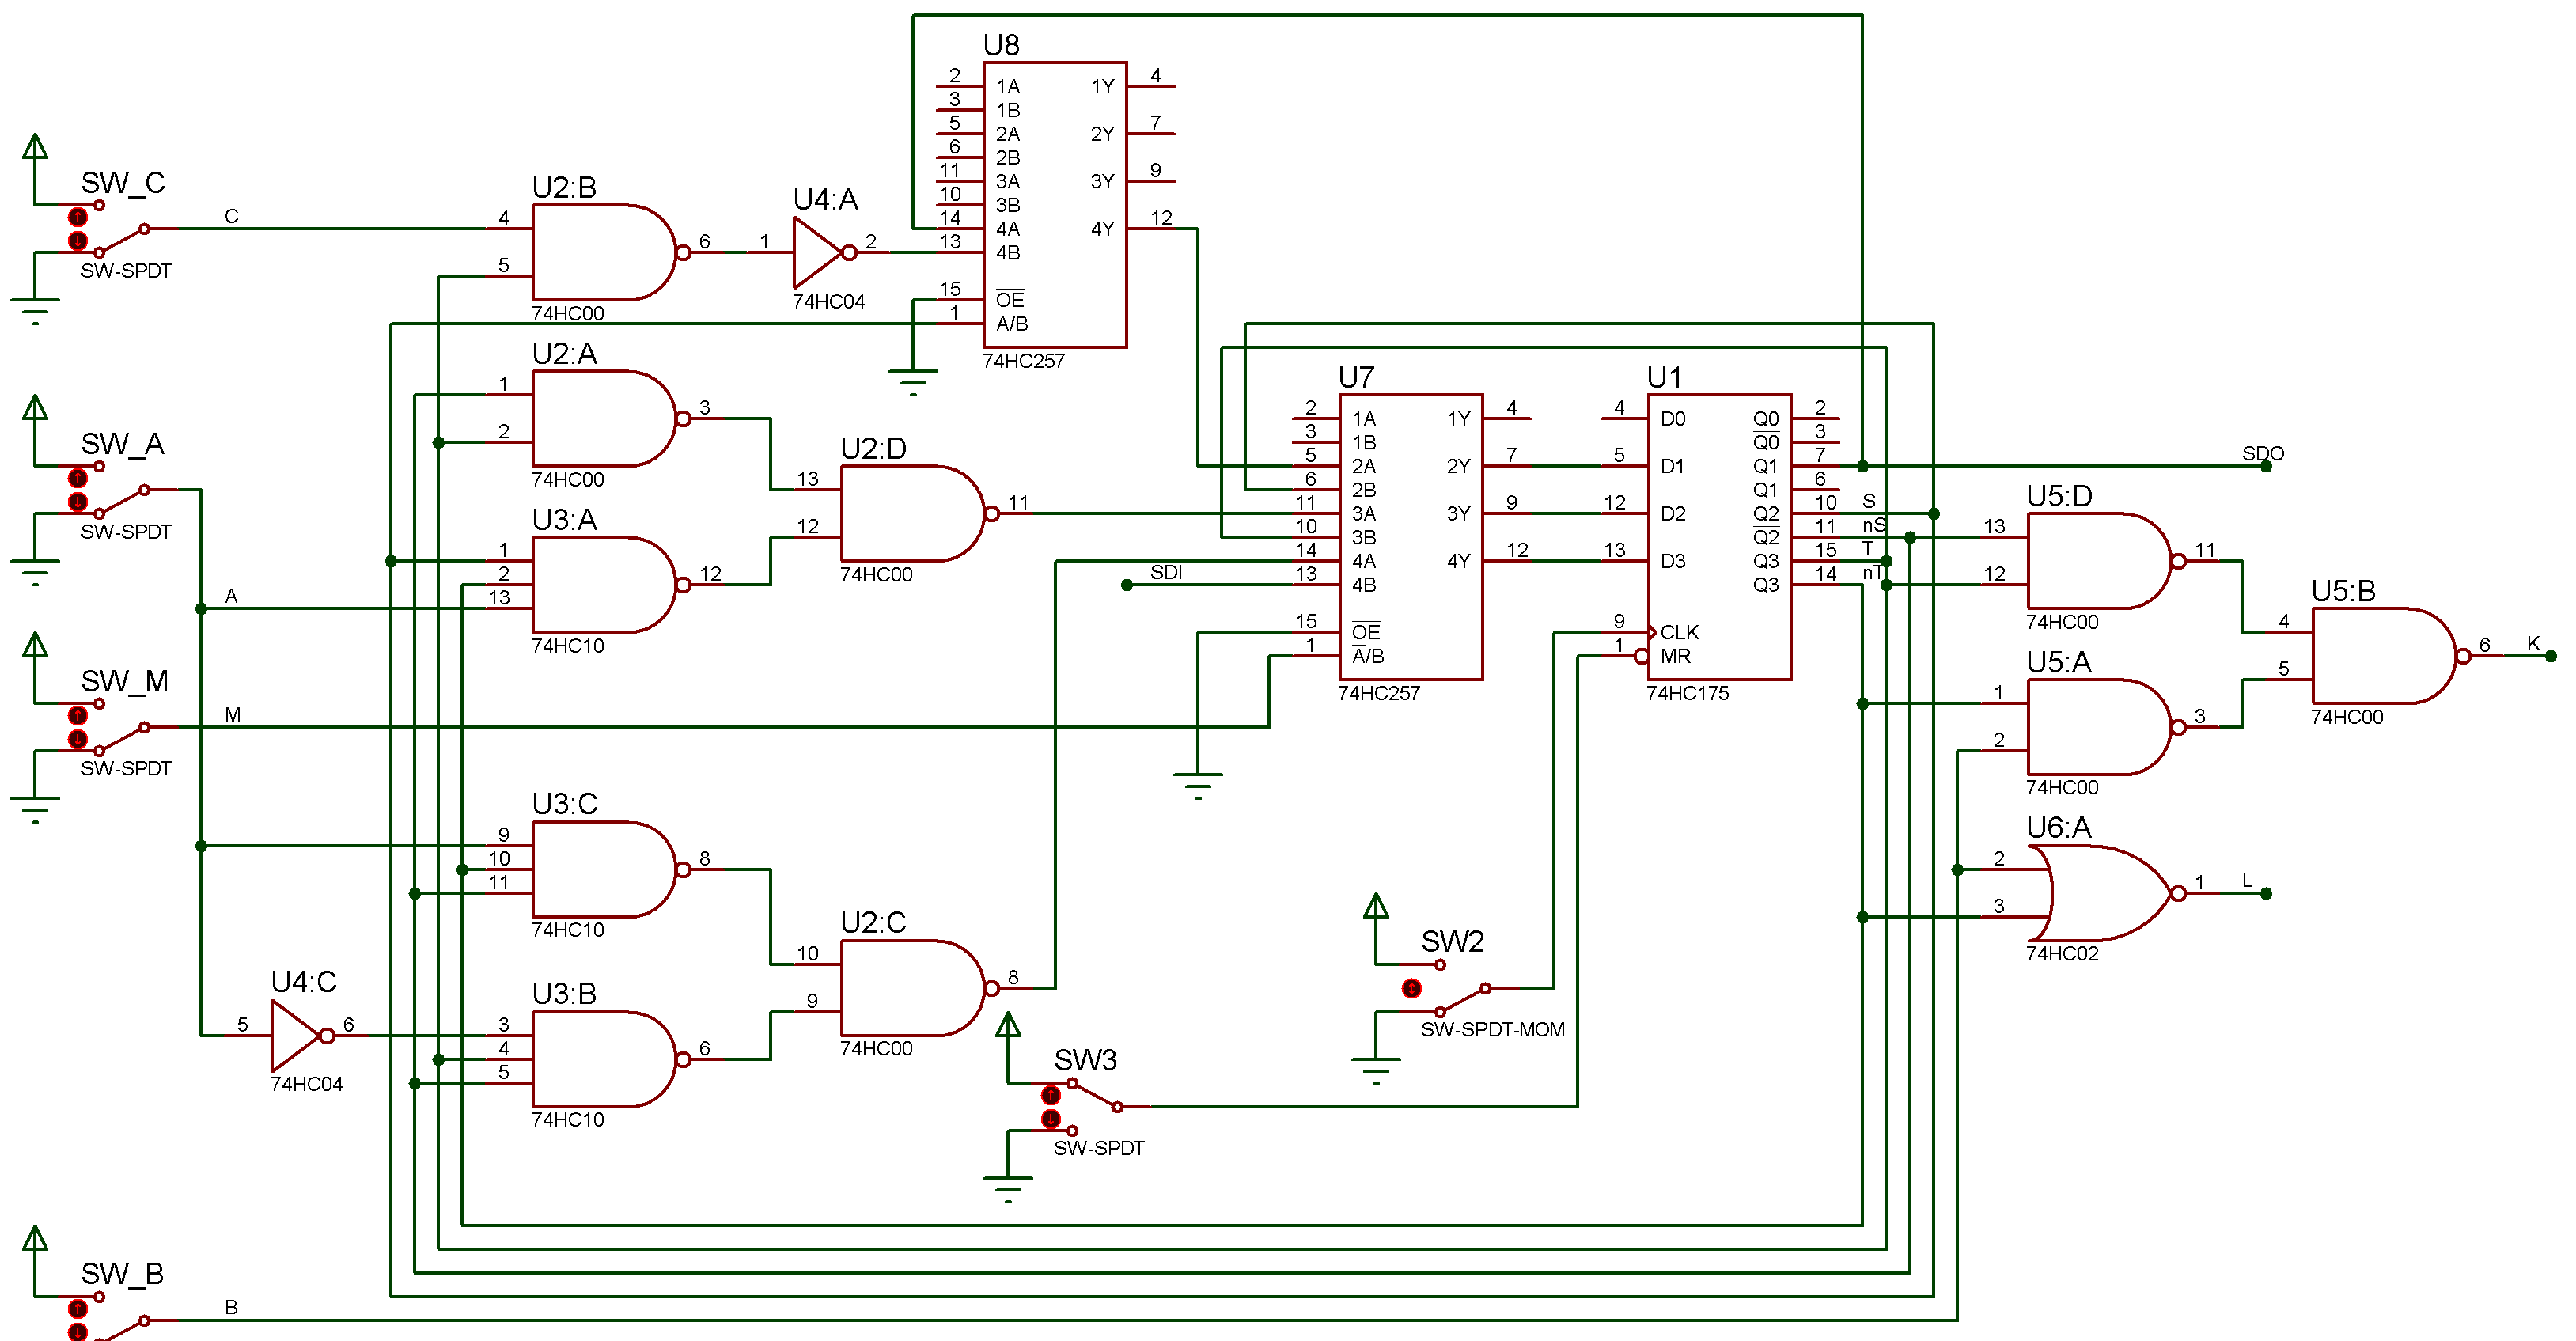 U8
2 1A 1Y 4
3 1B
5 2A 2Y 7
6 2B
11 3A 3Y 9
10 3B
14 4A 4Y 12
13 4B
15 OE
1 A/B
74HC257
SW_C
C
SW-SPDT
U2:B
4
5
6
74HC00
U4:A
1
2
74HC04
SW_A
A
SW-SPDT
U2:A
1
2
3
74HC00
U3:A
1
2
13
12
74HC10
U2:D
13
12
11
74HC00
SW_M
M
SW-SPDT
U7
2 1A 1Y 4
3 1B
5 2A 2Y 7
6 2B
11 3A 3Y 9
10 3B
14 4A 4Y 12
SDI
13 4B
15 OE
1 A/B
74HC257
U1
4 D0 Q0 2
Q0 3
5 D1 Q1 7
Q1 6
12 D2 Q2 10 S
Q2 11 nS
13 D3 Q3 15 T
Q3 14 nT
9 CLK
1 MR
74HC175
SDO
U5:D
13
12
11
74HC00
U5:A
1
2
3
74HC00
U5:B
4
5
6
K
74HC00
U6:A
2
3
1
L
74HC02
U3:C
9
10
11
8
74HC10
U2:C
10
9
8
74HC00
U4:C
5
6
74HC04
U3:B
3
4
5
6
74HC10
SW2
SW-SPDT-MOM
SW3
SW-SPDT
SW_B
B